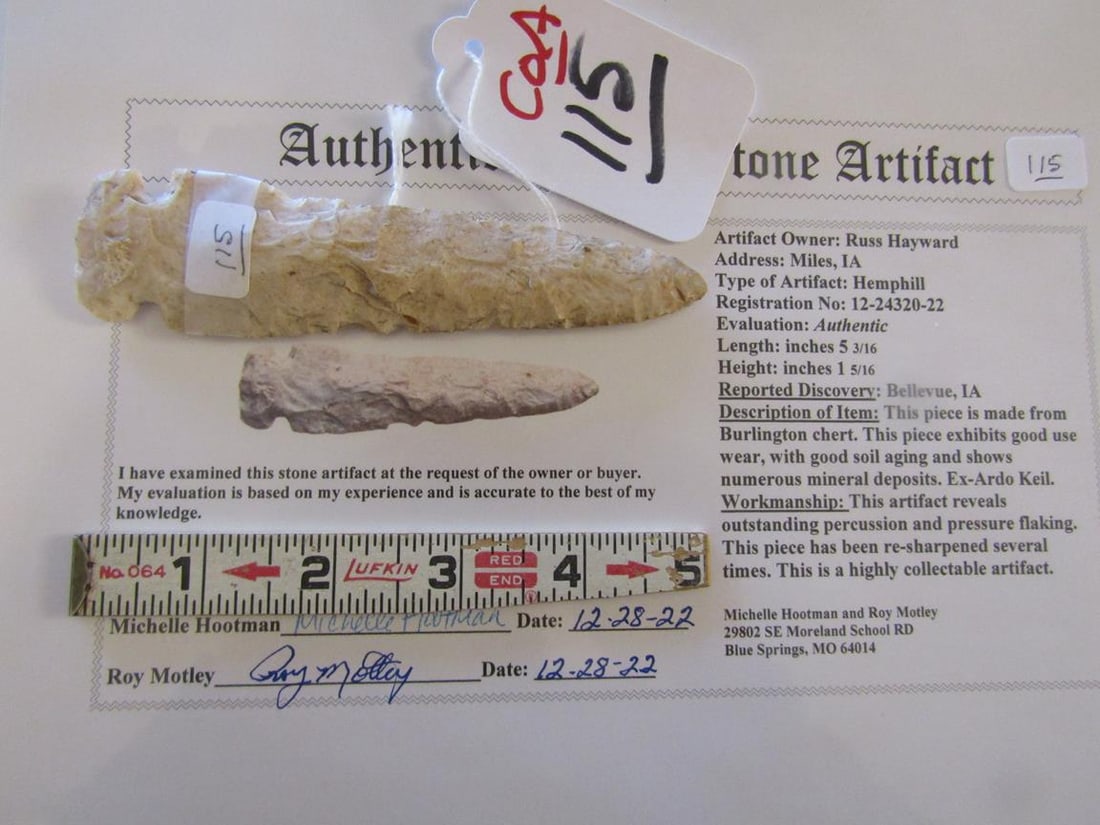 COA
115
Authenti
tone Artifact
115
115
Artifact Owner: Russ Hayward
Address: Miles, IA
Type of Artifact: Hemphill
Registration No: 12-24320-22
Evaluation: Authentic
Length: inches 5 3/16
Height: inches 1 5/16
Reported Discovery: Bellevue, IA
Description of Item: This piece is made from
Burlington chert. This piece exhibits good use
wear, with good soil aging and shows
numerous mineral deposits. Ex-Ardo Keil.
Workmanship: This artifact reveals
outstanding percussion and pressure flaking.
This piece has been re-sharpened several
times. This is a highly collectable artifact.
I have examined this stone artifact at the request of the owner or buyer.
My evaluation is based on my experience and is accurate to the best of my
knowledge.
No. 064 1 2 LUFKIN 3 RED END 4 5
Michelle Hootman Michelle Hootman Date: 12-28-22
Roy Motley Roy Motley Date: 12-28-22
Michelle Hootman and Roy Motley
29802 SE Moreland School RD
Blue Springs, MO 64014